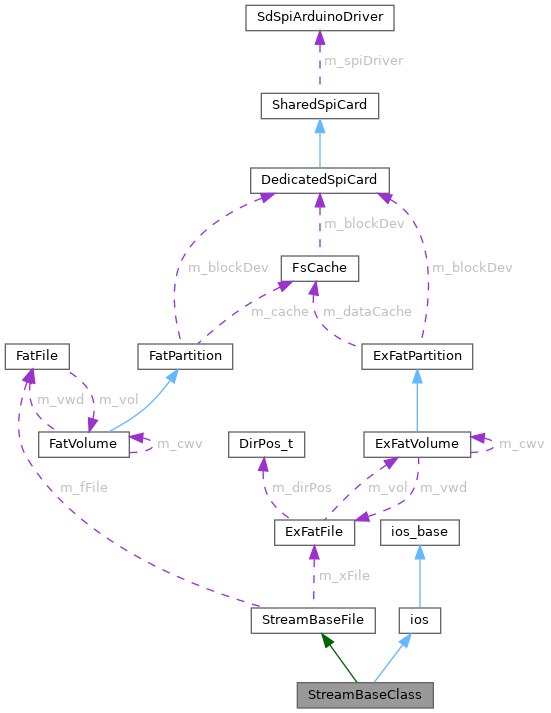 SdSpiArduinoDriver
m_spiDriver
SharedSpiCard
DedicatedSpiCard
m_blockDev
m_blockDev
m_blockDev
FsCache
m_cache
m_dataCache
FatFile
FatPartition
ExFatPartition
m_vwd
m_vol
FatVolume
m_cwv
DirPos_t
ExFatVolume
m_cwv
m_fFile
m_dirPos
m_vol
m_vwd
ExFatFile
ios_base
m_xFile
StreamBaseFile
ios
StreamBaseClass